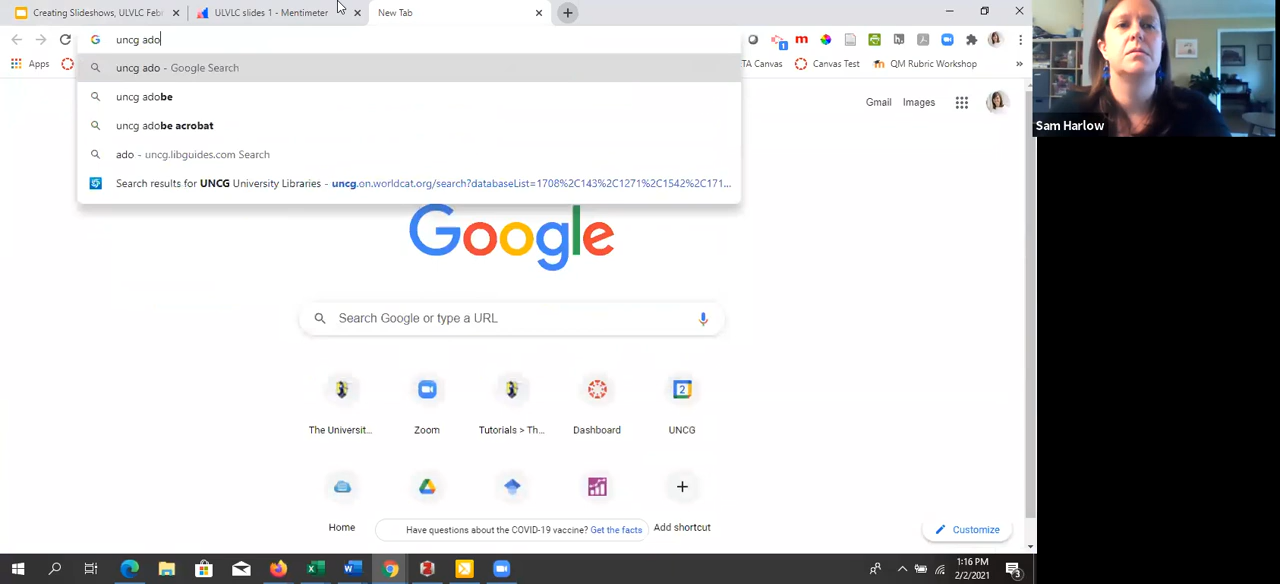 Creating Slideshows, ULVLC Febr
ULVLC slides 1 - Mentimeter
New Tab
uncg ado
Apps
TA Canvas
Canvas Test
QM Rubric Workshop
»
uncg ado - Google Search
uncg adobe
uncg adobe acrobat
ado - uncg.libguides.com Search
Search results for UNCG University Libraries - uncg.on.worldcat.org/search?databaseList=1708%2C143%2C1271%2C1542%2C171...
Gmail
Images
Sam Harlow
Google
Search Google or type a URL
The Universit...
Zoom
Tutorials > Th...
Dashboard
2
UNCG
Home
Add shortcut
Have questions about the COVID-19 vaccine? Get the facts
Customize
1:16 PM
2/2/2021
3